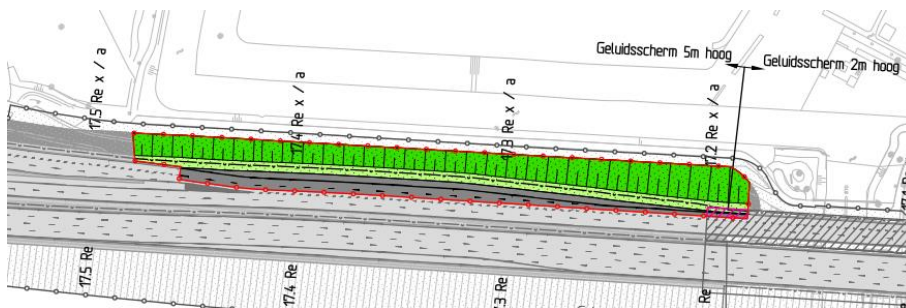 Geluidsscherm 5m hoog
Geluidsscherm 2m hoog
17.5 Re x / a
17.4 Re x / a
17.3 Re x / a
17.2 Re x / a
17.5 Re
17.4 Re
7.3 Re
Re